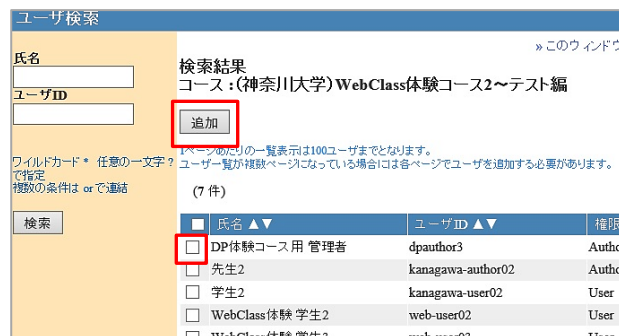 ユーザ検索
» このウィンドウ
氏名
ユーザID
ワイルドカード * 任意の一文字 ?
で指定
複数の条件は or で連結
検索
検索結果
コース :(神奈川大学) WebClass体験コース2～テスト編
追加
1ページあたりの一覧表示は100ユーザまでとなります。
ユーザー一覧が複数ページになっている場合には各ページでユーザを追加する必要があります。
(7 件)
氏名 ▲▼ ユーザID ▲▼ 権限
DP体験コース用 管理者 dpauthor3 Autho
先生2 kanagawa-author02 Autho
学生2 kanagawa-user02 User
WebClass体験 学生2 web-user02 User